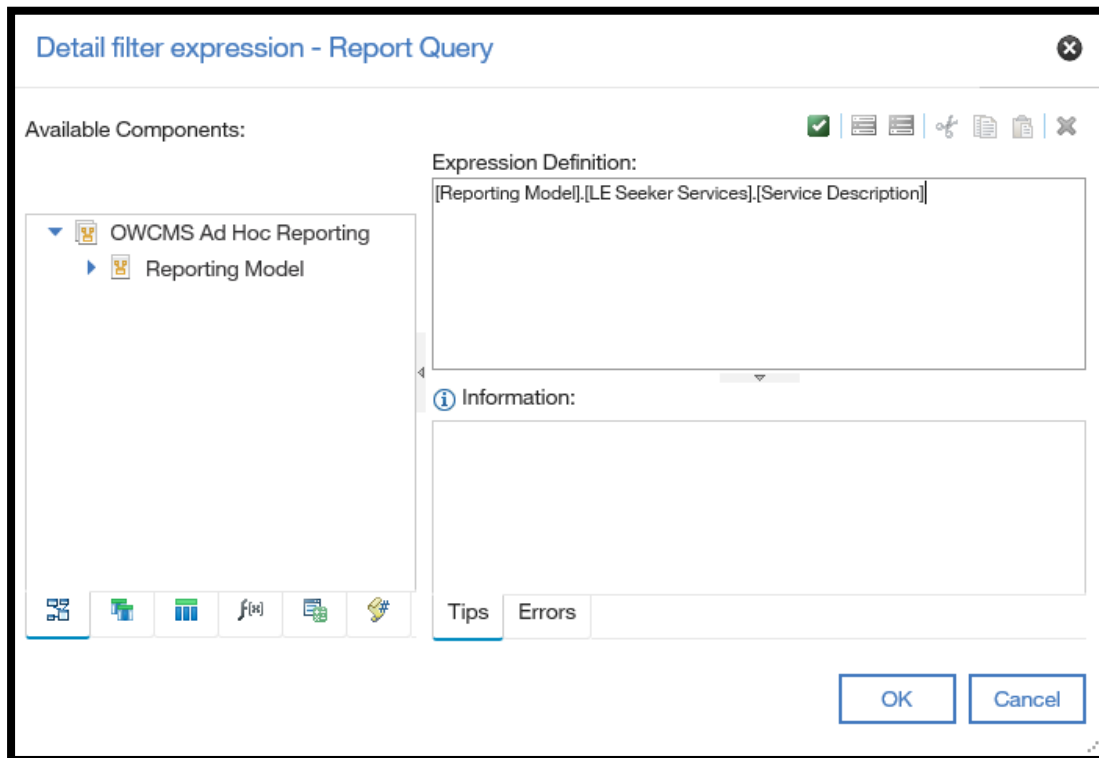 Detail filter expression - Report Query
Available Components:
Expression Definition:
[Reporting Model].[LE Seeker Services].[Service Description]
OWCMS Ad Hoc Reporting
Reporting Model
Information:
Tips Errors
OK Cancel